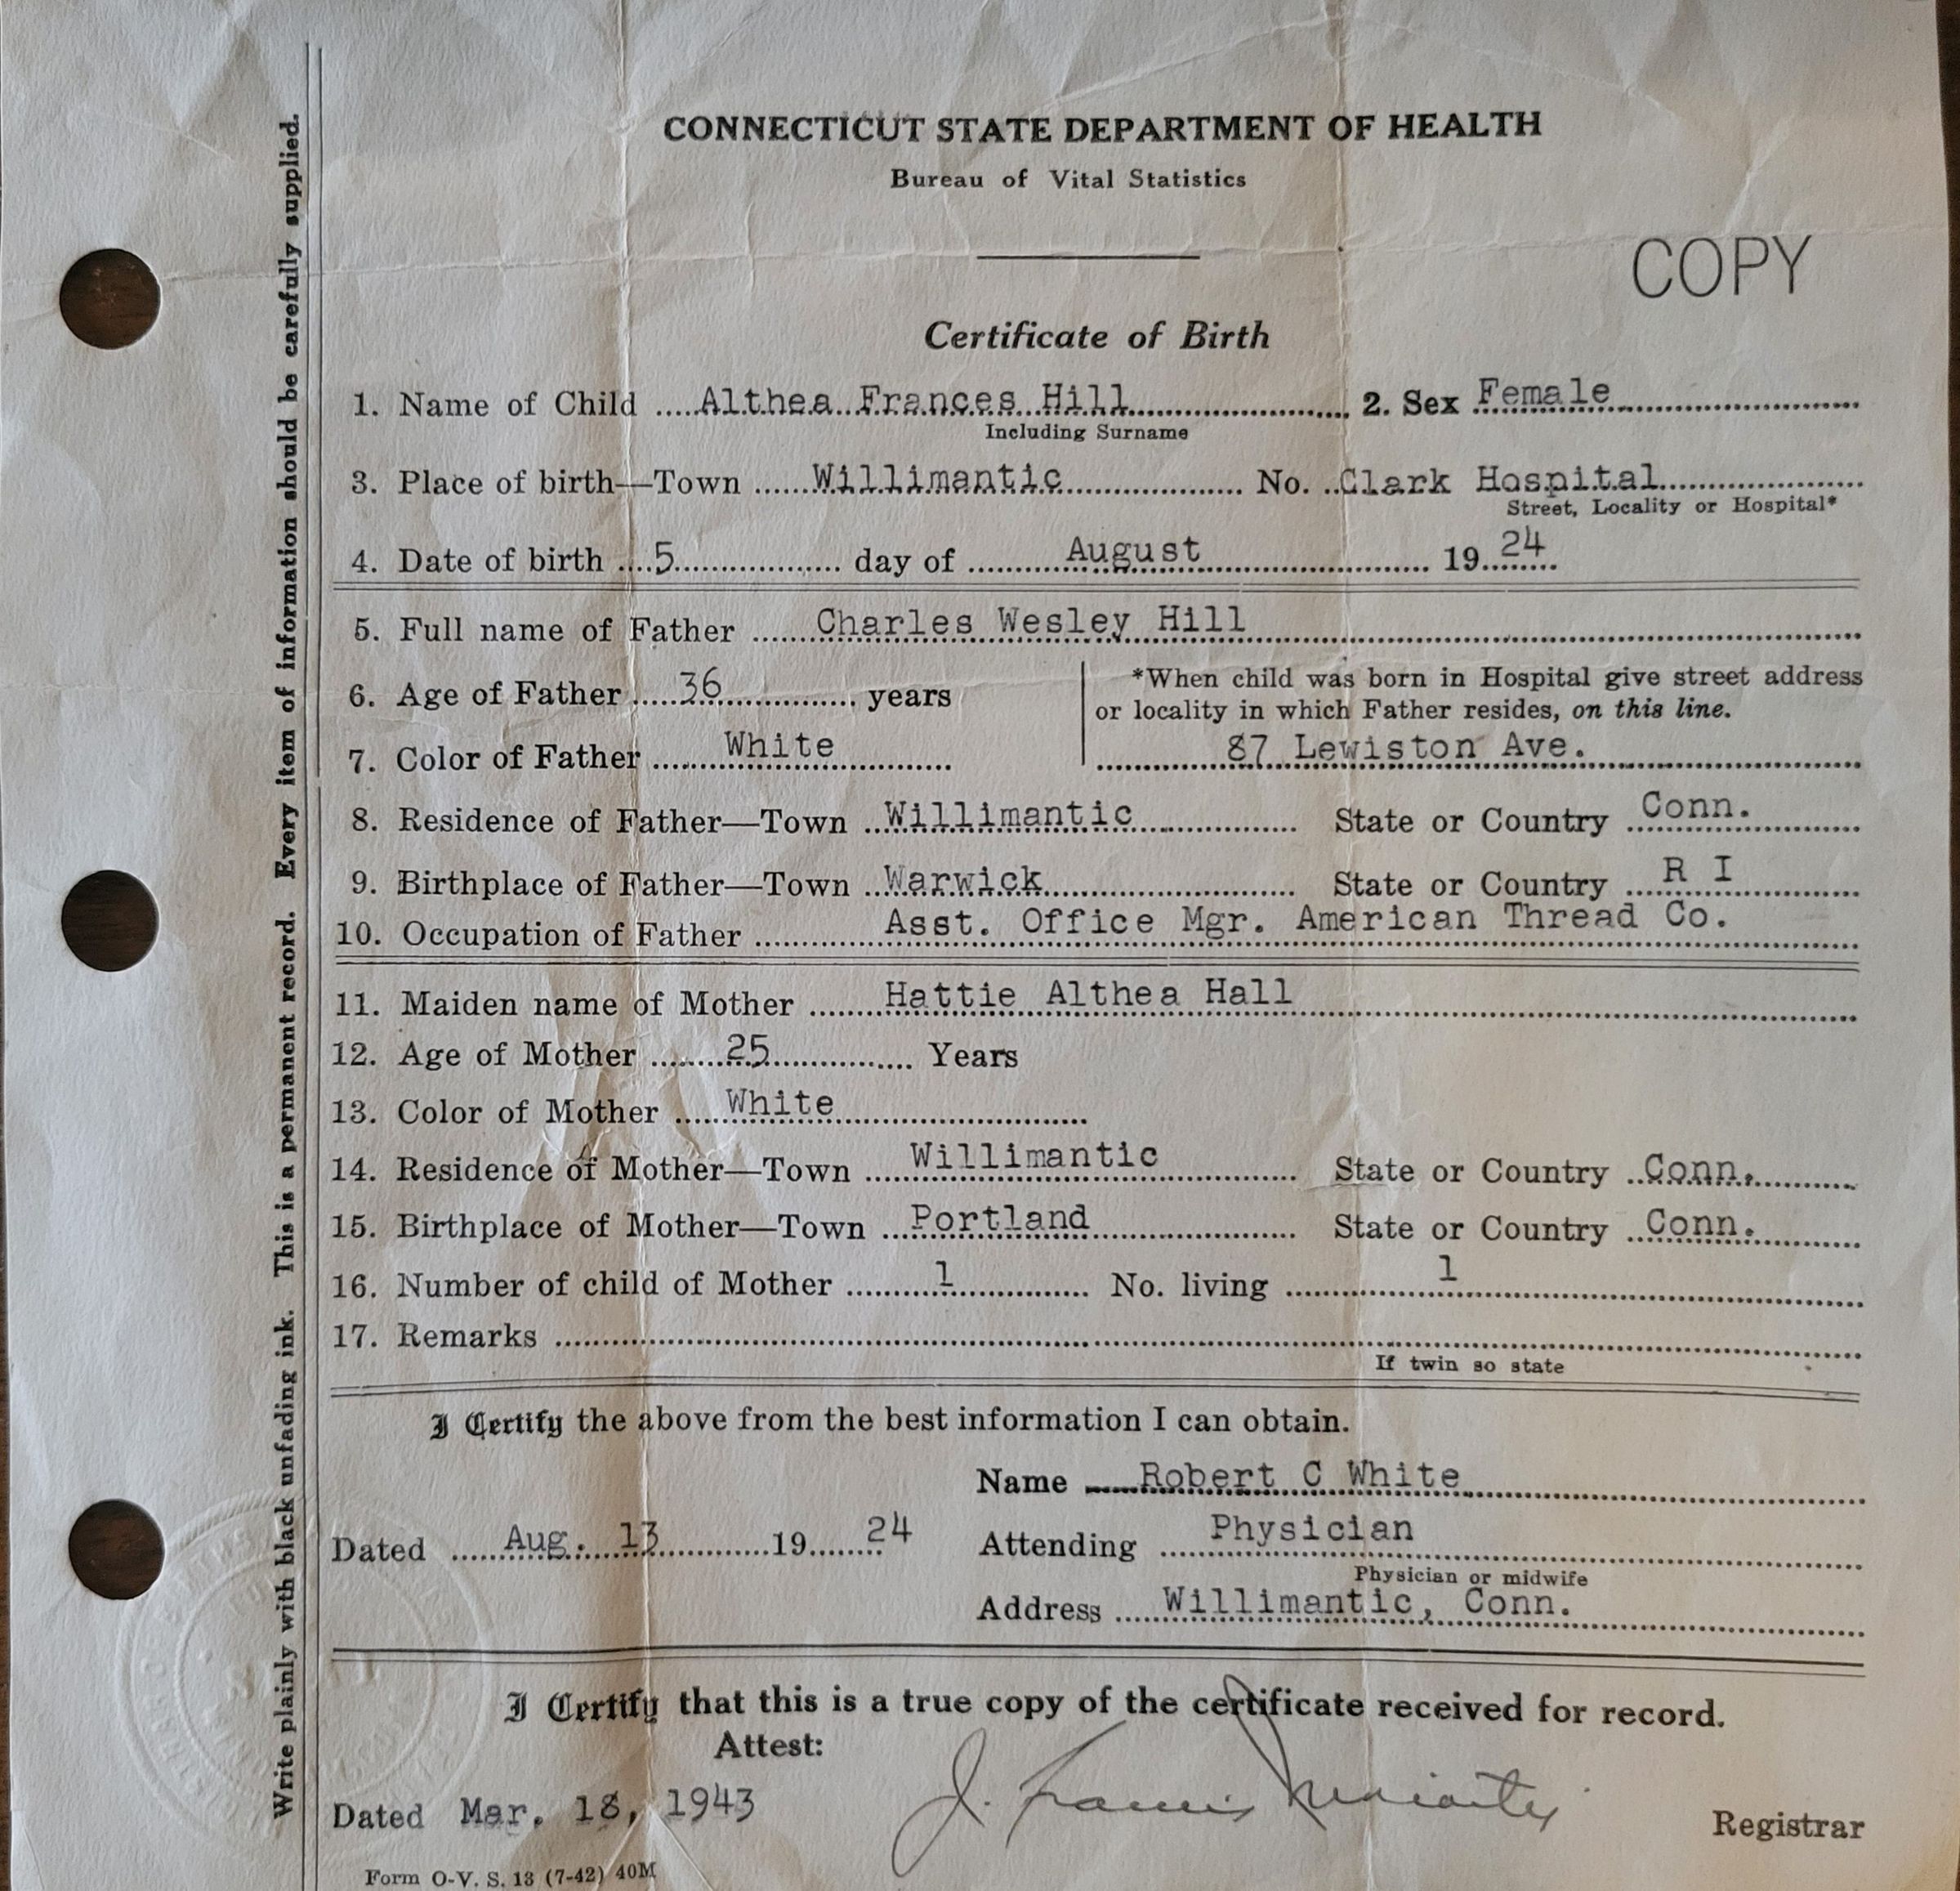 CONNECTICUT STATE DEPARTMENT OF HEALTH
Bureau of Vital Statistics
COPY
Certificate of Birth
1. Name of Child Althea Frances Hill 2. Sex Female
Including Surname
3. Place of birth—Town Willimantic No. Clark Hospital
Street, Locality or Hospital*
4. Date of birth 5 day of August 1924
5. Full name of Father Charles Wesley Hill
6. Age of Father 36 years
*When child was born in Hospital give street address
or locality in which Father resides, on this line.
7. Color of Father White
87 Lewiston Ave.
8. Residence of Father—Town Willimantic State or Country Conn.
9. Birthplace of Father—Town Warwick State or Country R I
10. Occupation of Father Asst. Office Mgr. American Thread Co.
11. Maiden name of Mother Hattie Althea Hall
12. Age of Mother 25 Years
13. Color of Mother White
14. Residence of Mother—Town Willimantic State or Country Conn.
15. Birthplace of Mother—Town Portland State or Country Conn.
16. Number of child of Mother 1 No. living 1
17. Remarks
If twin so state
I Certify the above from the best information I can obtain.
Name Robert C White
Dated Aug. 13 1924 Attending Physician
Physician or midwife
Address Willimantic, Conn.
I Certify that this is a true copy of the certificate received for record.
Attest:
Dated Mar. 18, 1943 J. Francis Registrar
Form O-V. S. 13 (7-42) 40M
Write plainly with black unfading ink. This is a permanent record. Every item of information should be carefully supplied.